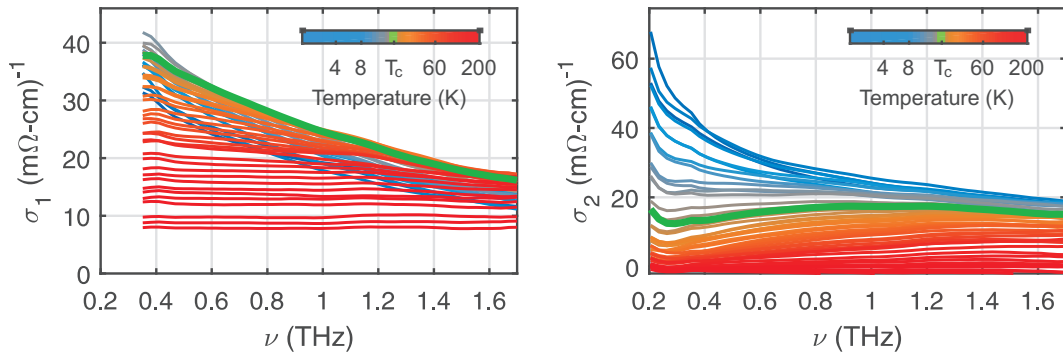 40
30
20
10
0
σ1 (mΩ-cm)-1
4 8 Tc 60 200
Temperature (K)
0.2 0.4 0.6 0.8 1 1.2 1.4 1.6
ν (THz)
60
40
20
0
σ2 (mΩ-cm)-1
4 8 Tc 60 200
Temperature (K)
0.2 0.4 0.6 0.8 1 1.2 1.4 1.6
ν (THz)